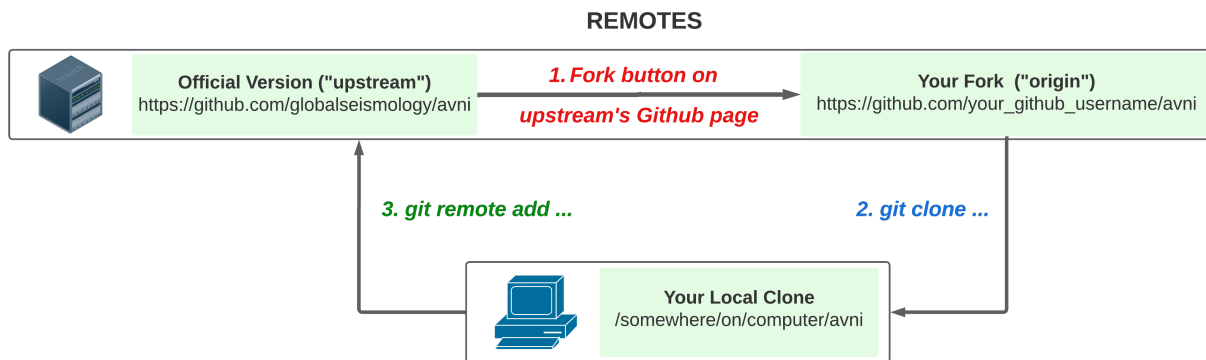 REMOTES
Official Version ("upstream")
https://github.com/globalseismology/avni
1. Fork button on
upstream's Github page
Your Fork ("origin")
https://github.com/your_github_username/avni
3. git remote add ...
2. git clone ...
Your Local Clone
/somewhere/on/computer/avni